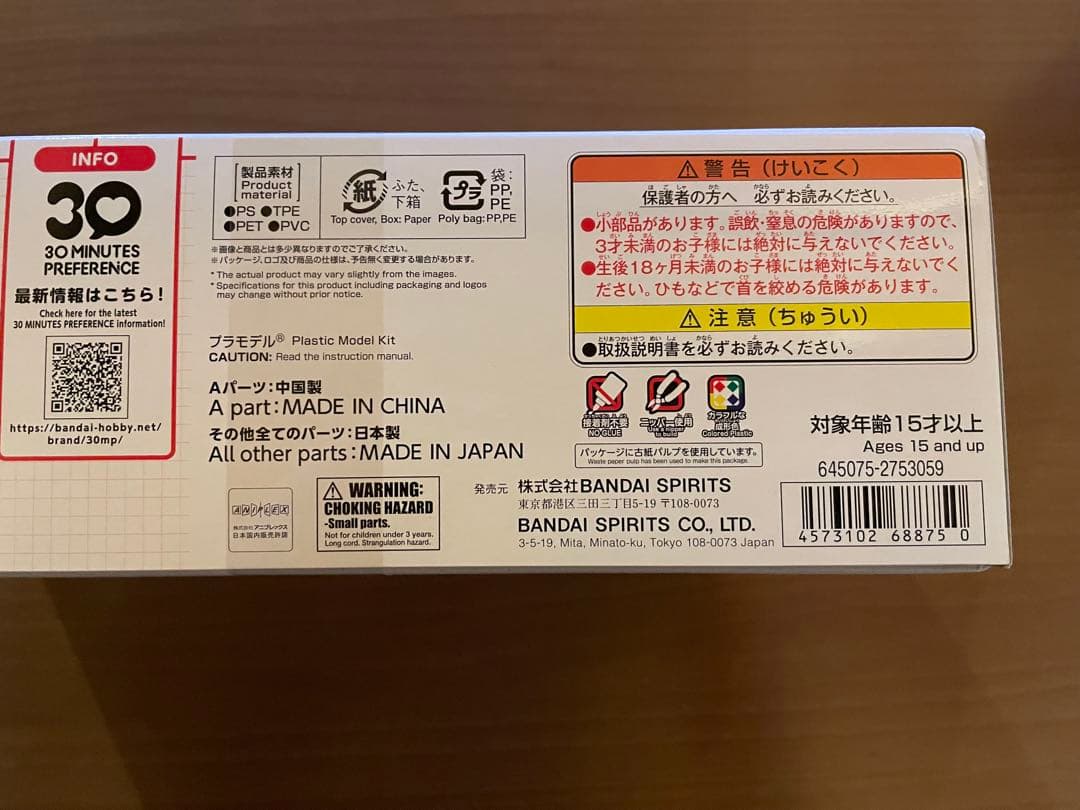 INFO
30
30 MINUTES
PREFERENCE
最新情報はこちら!
Check here for the latest
30 MINUTES PREFERENCE information!
https://bandai-hobby.net/
brand/30mp/
製品素材
Product
material
●PS ●TPE
●PET ●PVC
紙
ふた、
下箱
Top cover, Box: Paper
プラ
袋:
PP,
PE
Poly bag:PP,PE
※画像と商品とは多少異なりますのでご了承ください。
※パッケージ、ロゴ及び商品の仕様は、予告無く変更する場合があります。
* The actual product may vary slightly from the images.
* Specifications for this product including packaging and logos
may change without prior notice.
プラモデル® Plastic Model Kit
CAUTION: Read the instruction manual.
Aパーツ:中国製
A part:MADE IN CHINA
その他全てのパーツ:日本製
All other parts:MADE IN JAPAN
ANIPLEX
株式会社アニプレックス
日本国内販売許諾
WARNING:
CHOKING HAZARD
-Small parts.
Not for children under 3 years.
Long cord. Strangulation hazard.
警告(けいこく)
保護者の方へ 必ずお読みください。
●小部品があります。誤飲・窒息の危険がありますので、
3才未満のお子様には絶対に与えないでください。
●生後18ヶ月未満のお子様には絶対に与えないでく
ださい。ひもなどで首を絞める危険があります。
注意(ちゅうい)
●取扱説明書を必ずお読みください。
接着剤不要
NO GLUE
ニッパー使用
Use a nipper
to build
カラフルな
成形色
Colored Plastic
パッケージに古紙パルプを使用しています。
Waste paper pulp has been used to make this package.
対象年齢15才以上
Ages 15 and up
645075-2753059
4573102 68875 0
発売元 株式会社BANDAI SPIRITS
東京都港区三田三丁目5-19 〒108-0073
BANDAI SPIRITS CO., LTD.
3-5-19, Mita, Minato-ku, Tokyo 108-0073 Japan